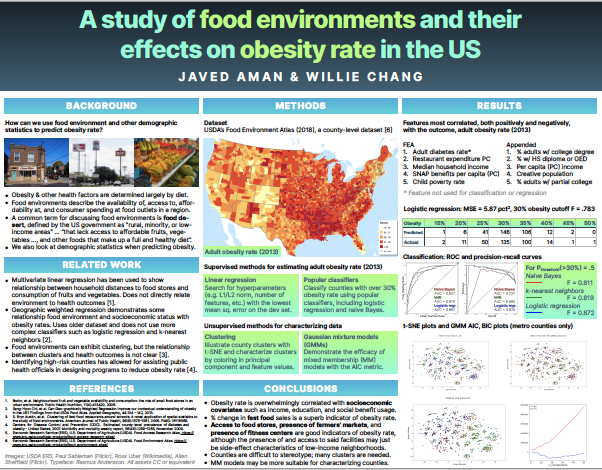 A study of food environments and their
effects on obesity rate in the US
JAVED AMAN & WILLIE CHANG
BACKGROUND
How can we use food environment and other demographic
statistics to predict obesity rate?
• Obesity & other health factors are determined largely by diet.
• Food environments describe the availability of, access to, affor-
dability at, and consumer spending at food outlets in a region.
• A common term for discussing food environments is food de-
sert, defined by the US government as "rural, minority, or low-
income areas"... "that lack access to affordable fruits, vege-
tables ..., and other foods that make up a full and healthy diet".
• We also look at demographic statistics when predicting obesity.
RELATED WORK
• Multivariate linear regression has been used to show
relationship between household distances to food stores and
consumption of fruits and vegetables. Does not directly relate
environment to health outcomes [1].
• Geographic weighted regression demonstrates some
relationship food environment and socioeconomic status with
obesity rates. Uses older dataset and does not use more
complex classifiers such as logistic regression and k-nearest
neighbors [2].
• Food environments can exhibit clustering, but the relationship
between clusters and health outcomes is not clear [3].
• Identifying high-risk counties has allowed for assisting public
health officials in designing programs to reduce obesity rate [4].
REFERENCES
Images: USDA ERS, Paul Sableman (Flickr), Ross Uber (Wikimedia), Allen
Sheffield (Flickr). Typeface: Rasmus Andersson. All assets CC or equivalent
METHODS
Dataset
USDA's Food Environment Atlas (2018), a county-level dataset [6]
Adult obesity rate (2013)
Supervised methods for estimating adult obesity rate (2013)
Linear regression
Search for hyperparameters
(e.g. L1/L2 norm, number of
features, etc.) with the lowest
mean sq. error on the dev set.
Popular classifiers
Classify counties with over 30%
obesity rate using popular
classifiers, including logistic
regression and naive Bayes.
Unsupervised methods for characterizing data
Clustering
Illustrate county clusters with
t-SNE and characterize clusters
by coloring in principal
component and feature values.
Gaussian mixture models
(GMMs)
Demonstrate the efficacy of
mixed membership (MM)
models with the AIC metric.
CONCLUSIONS
• Obesity rate is overwhelmingly correlated with socioeconomic
covariates such as income, education, and social benefit usage.
• % change in fast food sales is a superb indicator of obesity rate.
• Access to food stores, presence of farmers' markets, and
presence of fitness centers are good indicators of obesity rate,
although the presence of and access to said facilities may just
be side-effect characteristics of low-income neighborhoods.
• Counties are difficult to stereotype; many clusters are needed.
• MM models may be more suitable for characterizing counties.
RESULTS
Features most correlated, both positively and negatively,
with the outcome, adult obesity rate (2013)
FEA
1. Adult diabetes rate*
2. Restaurant expenditure PC
3. Median household income
4. SNAP benefits per capita (PC)
5. Child poverty rate
Appended
1. % adults w/ college degree
2. % w/ HS diploma or GED
3. Per capita (PC) income
4. Creative population
5. % adults w/ partial college
* Feature not used for classification or regression
Logistic regression: MSE = 5.87 pct², 30% obesity cutoff F = .783
Obesity 15% 20% 25% 30% 35% 40% 45% 50%
Predicted 1 6 41 146 106 12 2 0
Actual 2 11 50 135 100 14 1 1
Classification: ROC and precision-recall curves
For P threshold(>30%) = .5
Naive Bayes
F = 0.811
k-nearest neighbors
F = 0.819
Logistic regression
F = 0.872
t-SNE plots and GMM AIC, BIC plots (metro counties only)